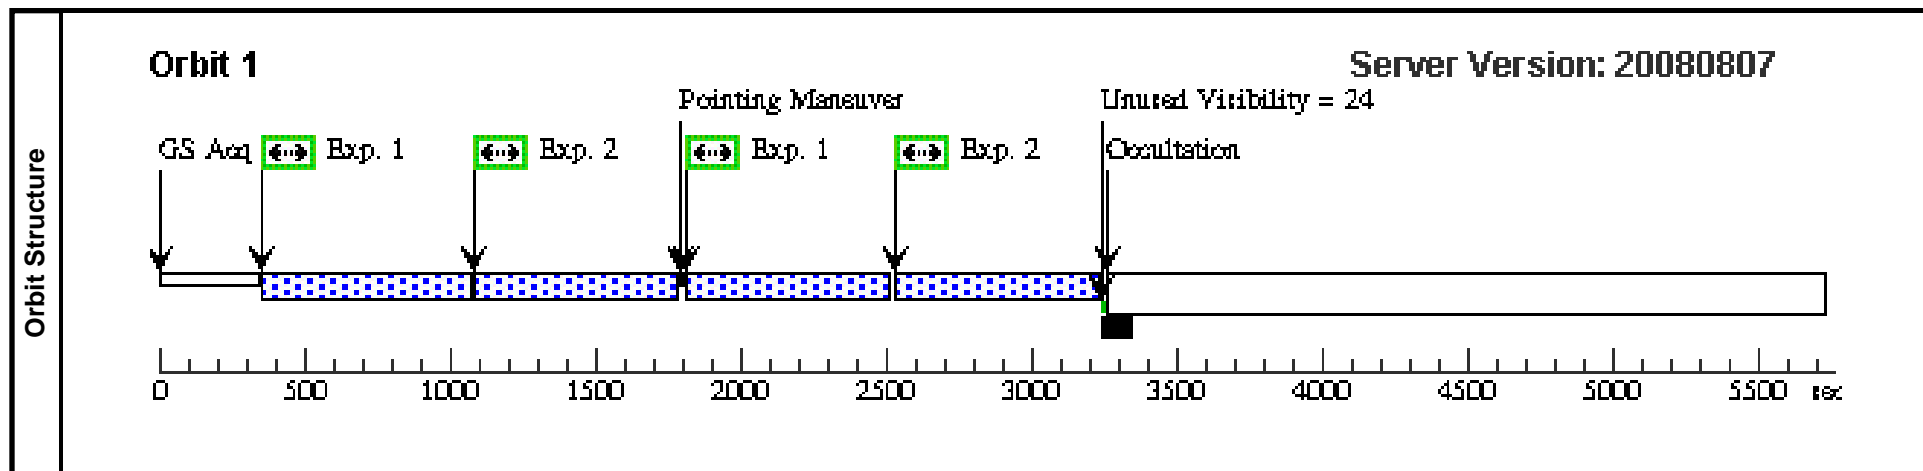 Orbit Structure
Orbit 1
Server Version: 20080807
Pointing Maneuver
Unused Visibility = 24
GS Acq
Exp. 1
Exp. 2
Exp. 1
Exp. 2
Occultation
0 500 1000 1500 2000 2500 3000 3500 4000 4500 5000 5500 sec